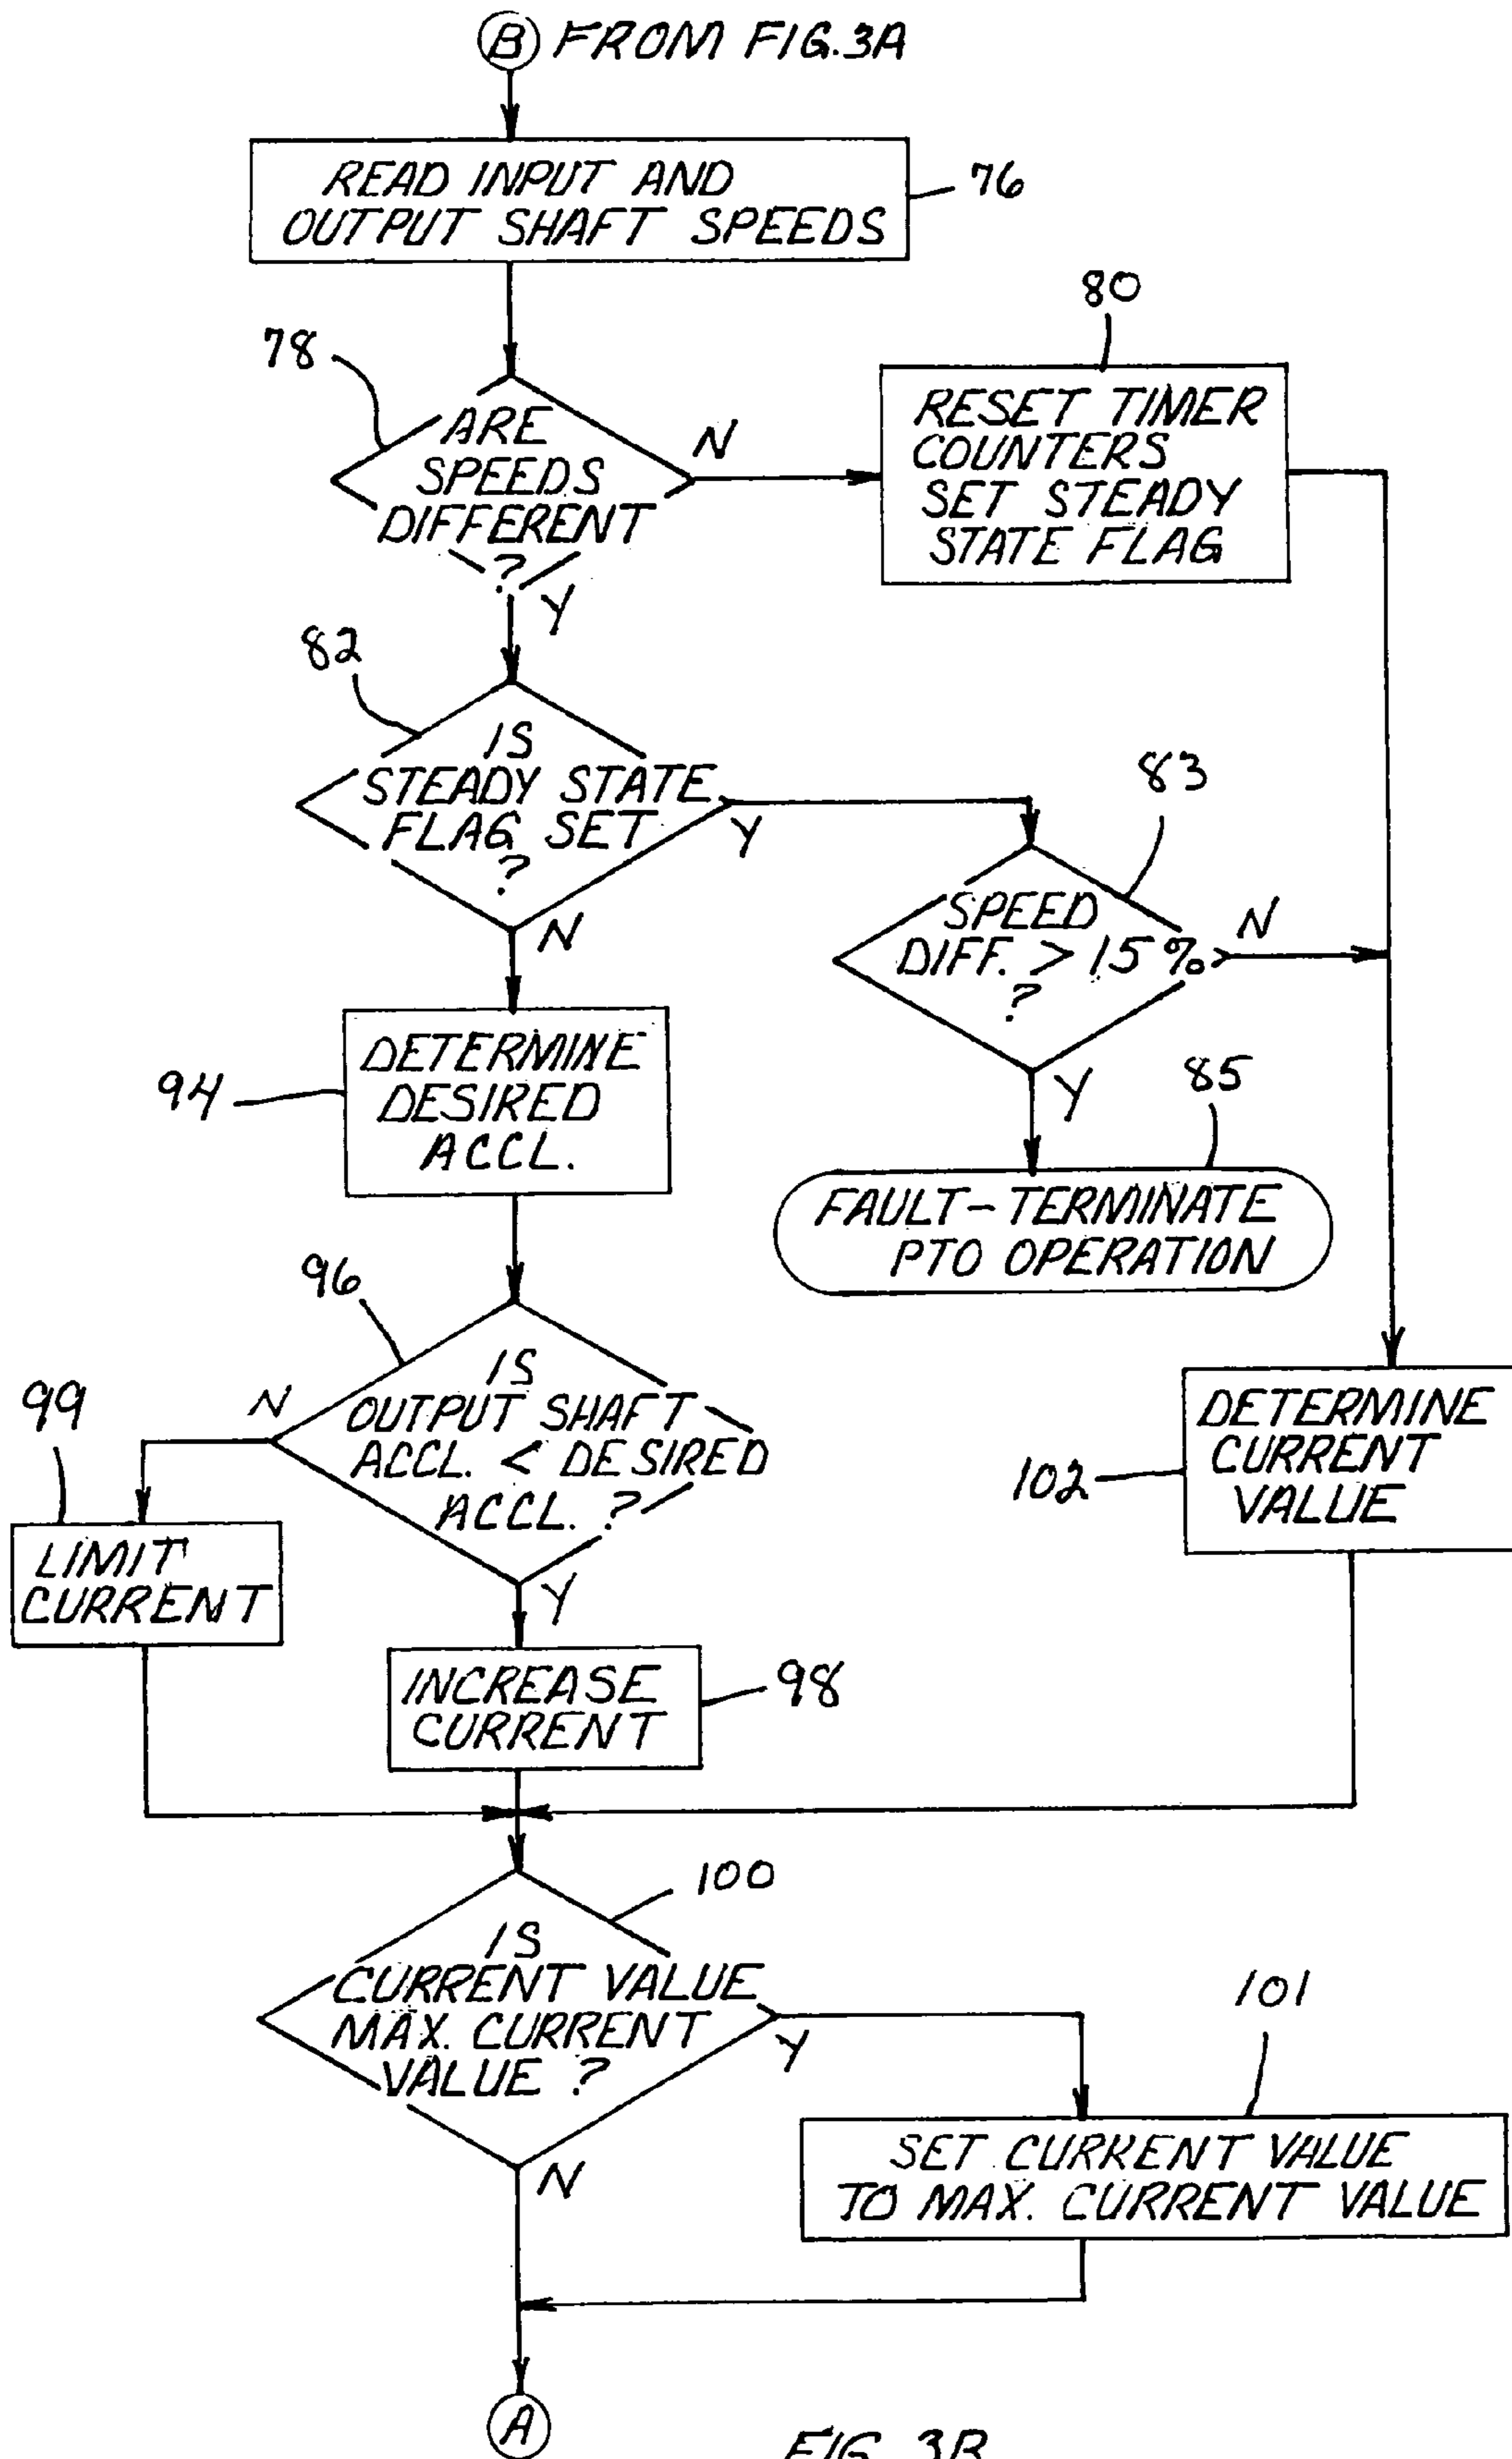 B FROM FIG. 3A
READ INPUT AND
OUTPUT SHAFT SPEEDS
76
78
ARE
SPEEDS
DIFFERENT
?
N
Y
80
RESET TIMER
COUNTERS
SET STEADY
STATE FLAG
82
IS
STEADY STATE
FLAG SET
?
Y
N
83
SPEED
DIFF. > 15%
?
N
Y
85
FAULT-TERMINATE
PTO OPERATION
94
DETERMINE
DESIRED
ACCL.
96
IS
OUTPUT SHAFT
ACCL. < DESIRED
ACCL. ?
N
Y
99
LIMIT
CURRENT
INCREASE
CURRENT
98
102
DETERMINE
CURRENT
VALUE
100
IS
CURRENT VALUE
MAX. CURRENT
VALUE ?
Y
N
101
SET CURRENT VALUE
TO MAX. CURRENT VALUE
A
FIG. 3B